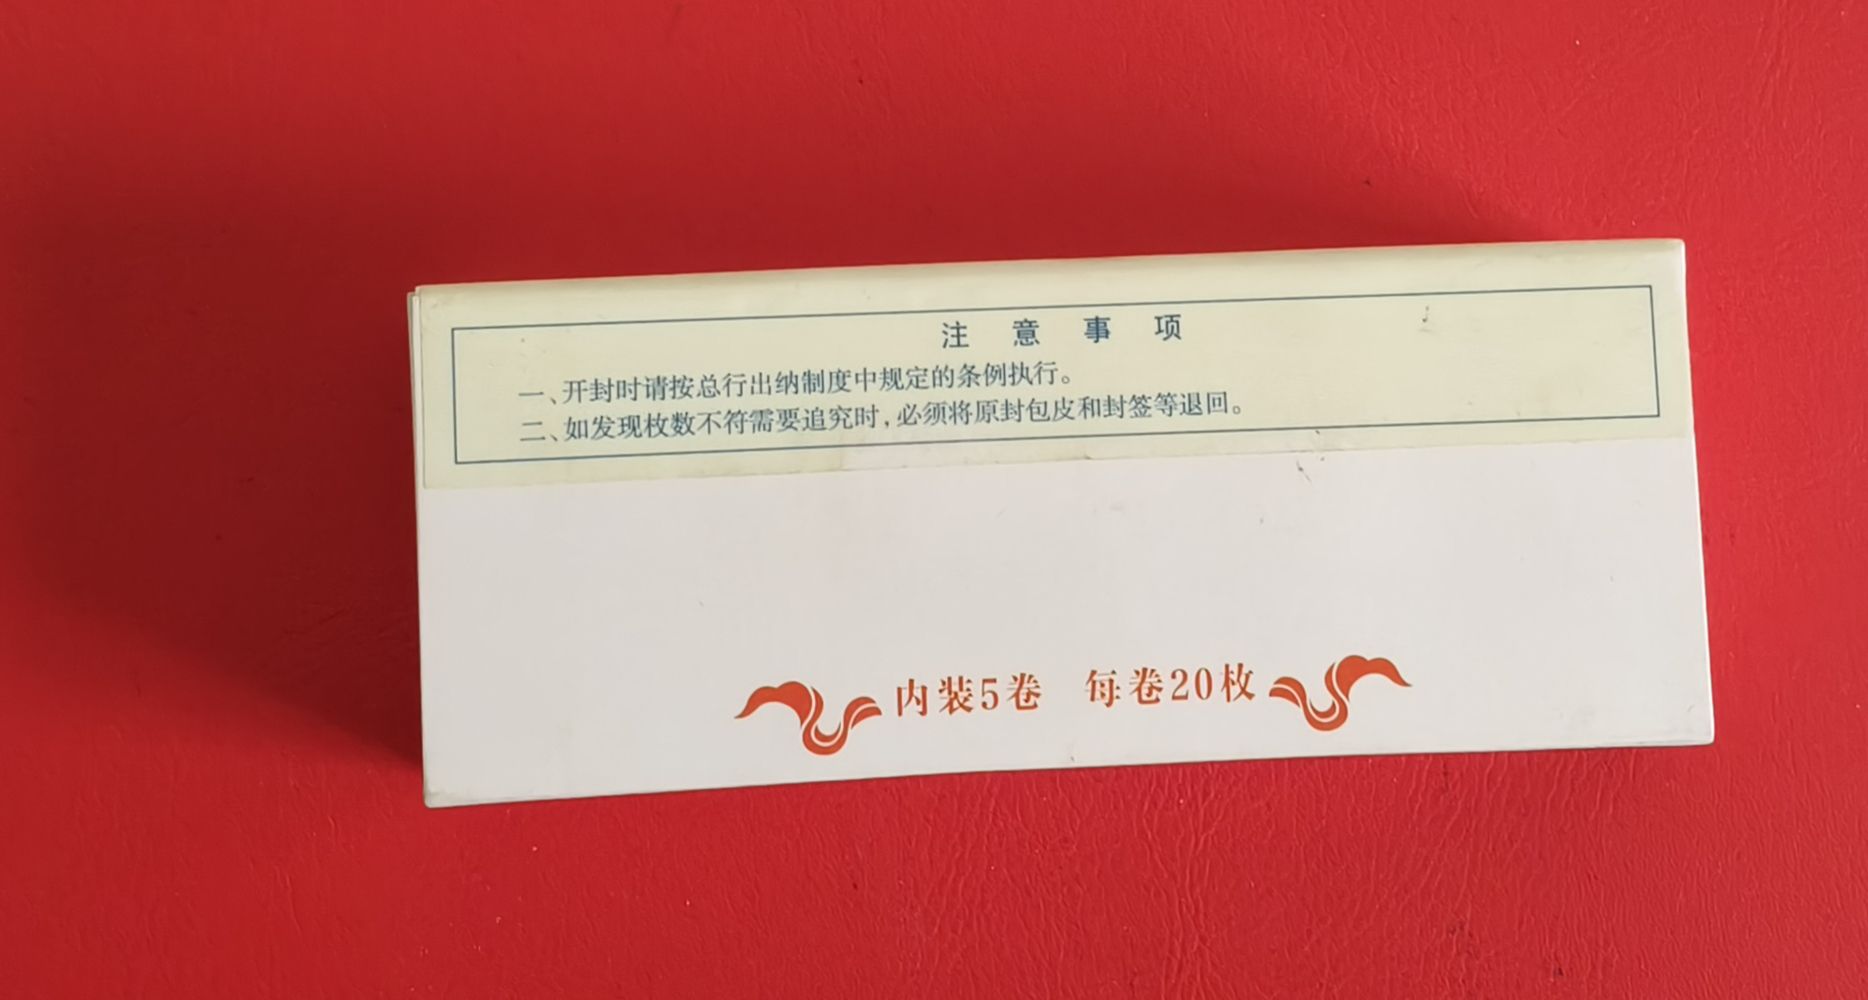 注意事项
一、开封时请按总行出纳制度中规定的条例执行。
二、如发现枚数不符需要追究时,必须将原封包皮和封签等退回。
内装5卷 每卷20枚